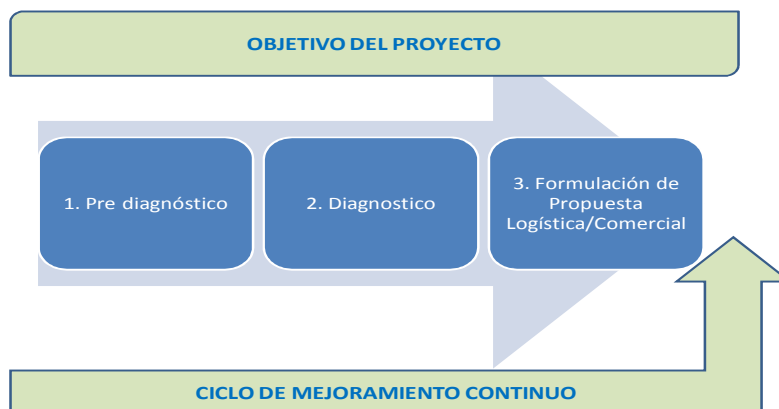 OBJETIVO DEL PROYECTO
1. Pre diagnóstico
2. Diagnostico
3. Formulación de
Propuesta
Logística/Comercial
CICLO DE MEJORAMIENTO CONTINUO